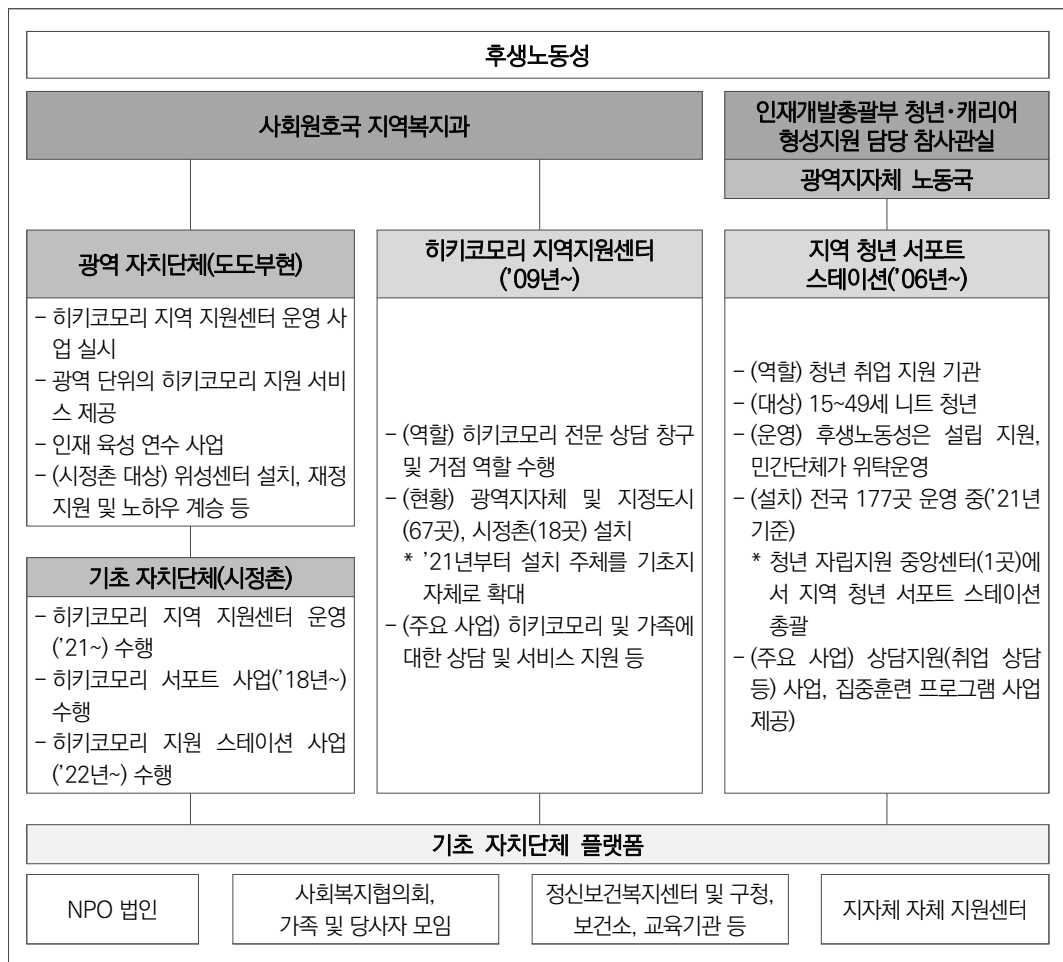 후생노동성
사회원호국 지역복지과
인재개발총괄부 청년·캐리어
형성지원 담당 참사관실
광역지자체 노동국
광역 자치단체(도도부현)
- 히키코모리 지역 지원센터 운영 사
업 실시
- 광역 단위의 히키코모리 지원 서비
스 제공
- 인재 육성 연수 사업
- (시정촌 대상) 위성센터 설치, 재정
지원 및 노하우 계승 등
기초 자치단체(시정촌)
- 히키코모리 지역 지원센터 운영
('21~) 수행
- 히키코모리 서포트 사업('18년~)
수행
- 히키코모리 지원 스테이션 사업
('22년~) 수행
히키코모리 지역지원센터
('09년~)
- (역할) 히키코모리 전문 상담 창구
및 거점 역할 수행
- (현황) 광역지자체 및 지정도시
(67곳), 시정촌(18곳) 설치
* '21년부터 설치 주체를 기초지
자체로 확대
- (주요 사업) 히키코모리 및 가족에
대한 상담 및 서비스 지원 등
지역 청년 서포트
스테이션('06년~)
- (역할) 청년 취업 지원 기관
- (대상) 15~49세 니트 청년
- (운영) 후생노동성은 설립 지원,
민간단체가 위탁운영
- (설치) 전국 177곳 운영 중('21년
기준)
* 청년 자립지원 중앙센터(1곳)에
서 지역 청년 서포트 스테이션
총괄
- (주요 사업) 상담지원(취업 상담
등) 사업, 집중훈련 프로그램 사업
제공)
기초 자치단체 플랫폼
NPO 법인
사회복지협의회,
가족 및 당사자 모임
정신보건복지센터 및 구청,
보건소, 교육기관 등
지자체 자체 지원센터